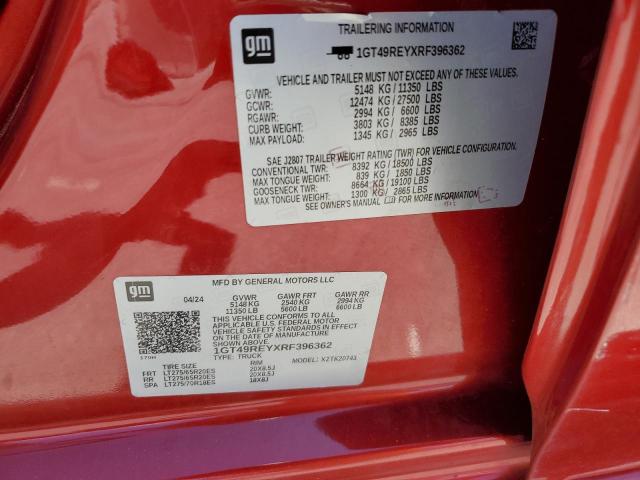 gm
TRAILERING INFORMATION
1GT49REYXRF396362
VEHICLE AND TRAILER MUST NOT EXCEED ANY OF THESE VALUES.
GVWR: 5148 KG / 11350 LBS
GCWR: 12474 KG / 27500 LBS
RGAWR: 2994 KG / 6600 LBS
CURB WEIGHT: 3803 KG / 8385 LBS
MAX PAYLOAD: 1345 KG / 2965 LBS
SAE J2807 TRAILER WEIGHT RATING (TWR) FOR VEHICLE CONFIGURATION.
CONVENTIONAL TWR: 8392 KG / 18500 LBS
MAX TONGUE WEIGHT: 839 KG / 1850 LBS
GOOSENECK TWR: 8664 KG / 19100 LBS
MAX TONGUE WEIGHT: 1300 KG / 2865 LBS
SEE OWNER'S MANUAL FOR MORE INFORMATION
gm
MFD BY GENERAL MOTORS LLC
04/24 GVWR GAWR FRT GAWR RR
5148 KG 2540 KG 2994 KG
11350 LB 5600 LB 6600 LB
THIS VEHICLE CONFORMS TO ALL
APPLICABLE U.S. FEDERAL MOTOR
VEHICLE SAFETY STANDARDS IN EFFECT
ON THE DATE OF MANUFACTURE
SHOWN ABOVE.
1GT49REYXRF396362
TYPE: TRUCK MODEL: X2TK20743
TIRE SIZE RIM
FRT LT275/65R20ES 20X8.5J
RR LT275/65R20ES 20X8.5J
SPA LT275/70R18ES 18X8J